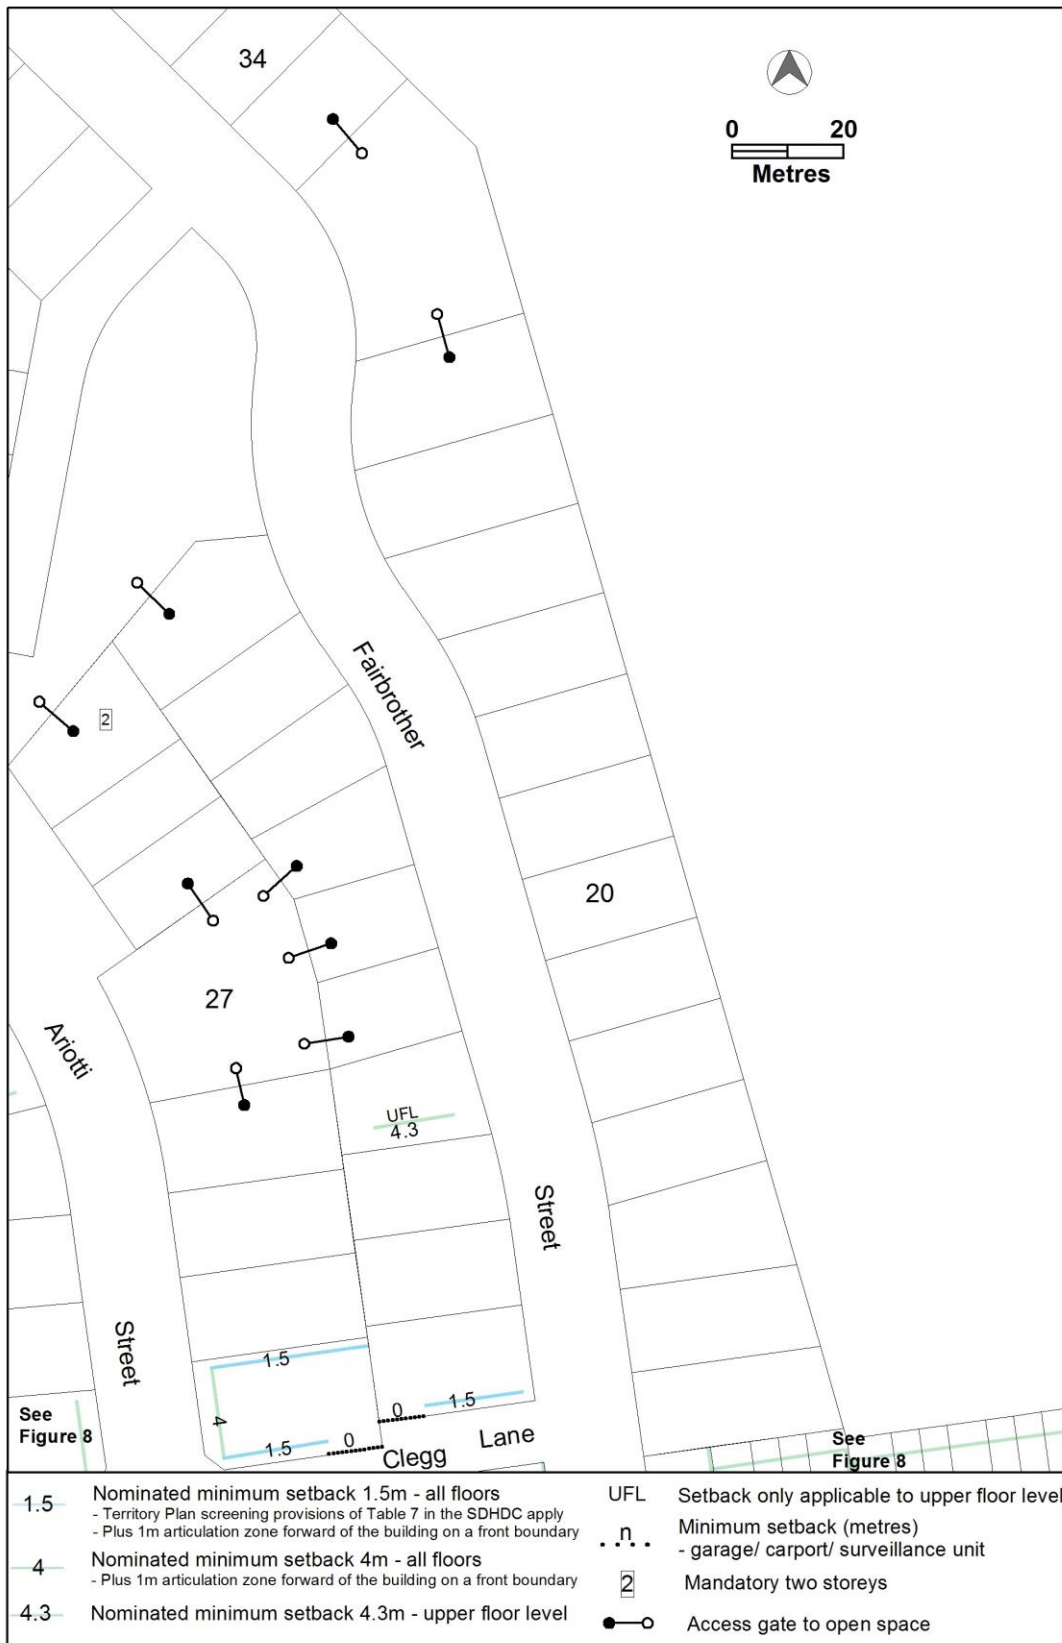 34
0 20
Metres
Fairbrother
2
20
27
Ariotti
UFL
4.3
Street
Street
1.5
4
1.5
0
0
1.5
Clegg Lane
See
Figure 8
See
Figure 8
1.5 Nominated minimum setback 1.5m - all floors
- Territory Plan screening provisions of Table 7 in the SDHDC apply
- Plus 1m articulation zone forward of the building on a front boundary
4 Nominated minimum setback 4m - all floors
- Plus 1m articulation zone forward of the building on a front boundary
4.3 Nominated minimum setback 4.3m - upper floor level
UFL Setback only applicable to upper floor level
n Minimum setback (metres)
- garage/ carport/ surveillance unit
2 Mandatory two storeys
Access gate to open space